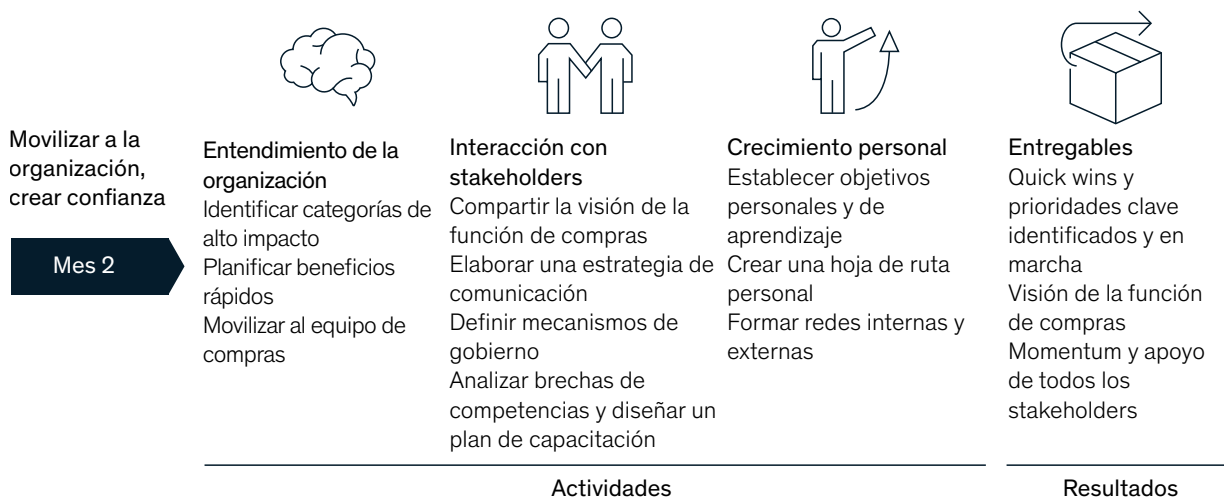 Movilizar a la
organización,
crear confianza
Mes 2
Entendimiento de la
organización
Identificar categorías de
alto impacto
Planificar beneficios
rápidos
Movilizar al equipo de
compras
Interacción con
stakeholders
Compartir la visión de la
función de compras
Elaborar una estrategia de
comunicación
Definir mecanismos de
gobierno
Analizar brechas de
competencias y diseñar un
plan de capacitación
Crecimiento personal
Establecer objetivos
personales y de
aprendizaje
Crear una hoja de ruta
personal
Formar redes internas y
externas
Entregables
Quick wins y
prioridades clave
identificados y en
marcha
Visión de la función
de compras
Momentum y apoyo
de todos los
stakeholders
Actividades
Resultados